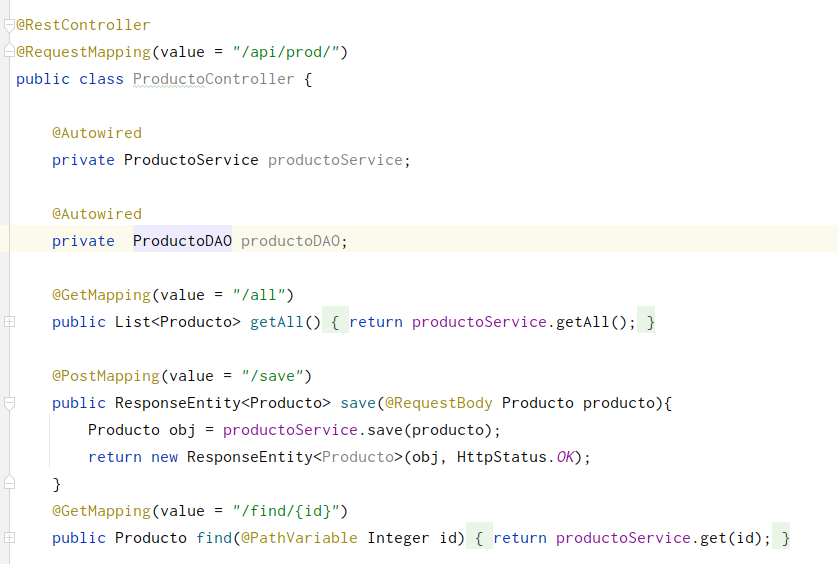 @RestController
@RequestMapping(value = "/api/prod/")
public class ProductoController {
@Autowired
private ProductoService productoService;
@Autowired
private  ProductoDAO productoDAO;
@GetMapping(value = "/all")
public List<Producto> getAll() { return productoService.getAll(); }
@PostMapping(value = "/save")
public ResponseEntity<Producto> save(@RequestBody Producto producto){
Producto obj = productoService.save(producto);
return new ResponseEntity<Producto>(obj, HttpStatus.OK);
}
@GetMapping(value = "/find/{id}")
public Producto find(@PathVariable Integer id) { return productoService.get(id); }